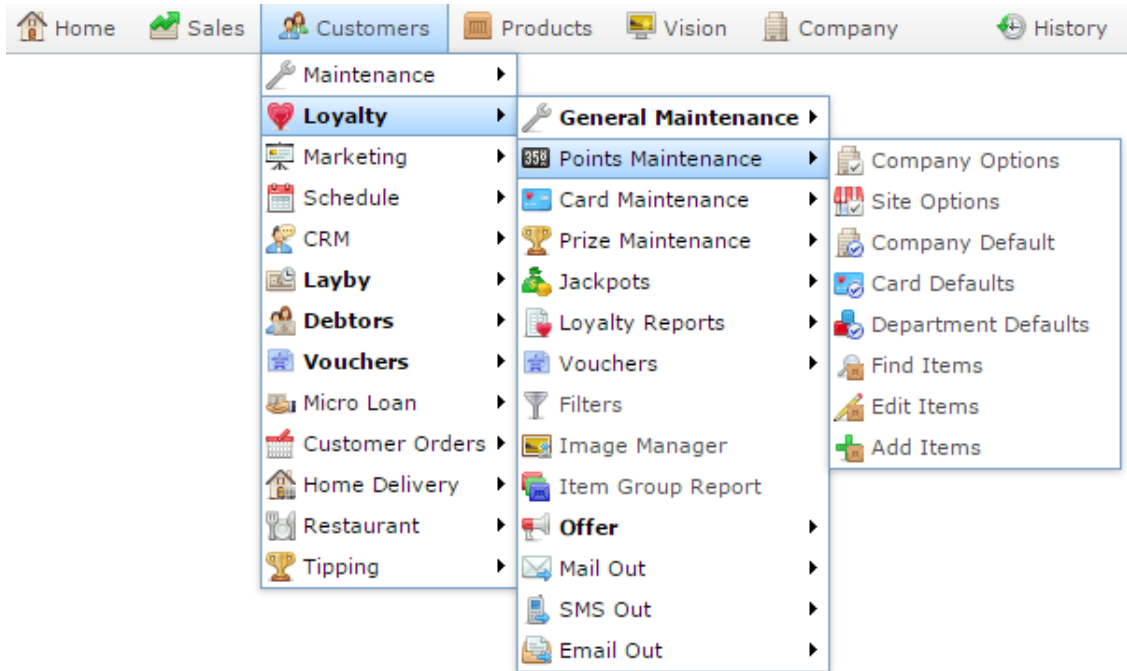 Home Sales Customers Products Vision Company History
Maintenance
Loyalty
Marketing
Schedule
CRM
Layby
Debtors
Vouchers
Micro Loan
Customer Orders
Home Delivery
Restaurant
Tipping
General Maintenance
358 Points Maintenance
Card Maintenance
Prize Maintenance
Jackpots
Loyalty Reports
Vouchers
Filters
Image Manager
Item Group Report
Offer
Mail Out
SMS Out
Email Out
Company Options
Site Options
Company Default
Card Defaults
Department Defaults
Find Items
Edit Items
Add Items